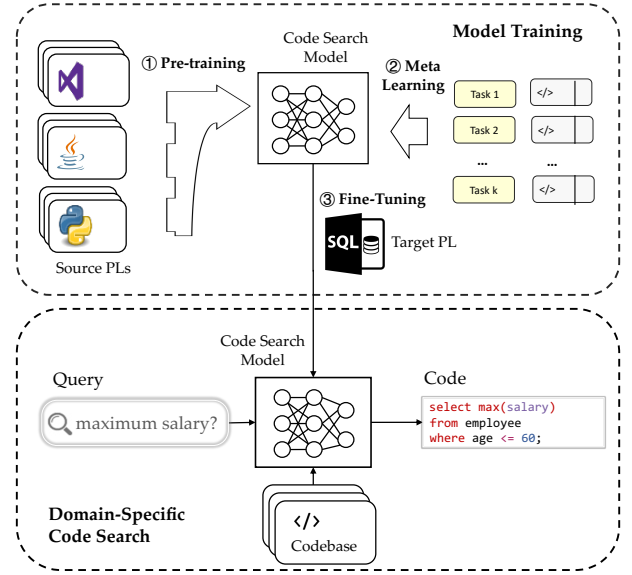 Code Search
Model
Model Training
① Pre-training
② Meta
Learning
Task 1
</>
Task 2
</>
...
...
Task k
</>
③ Fine-Tuning
SQL
Target PL
Source PLs
Code Search
Model
Query
Code
maximum salary?
select max(salary)
from employee
where age <= 60;
</>
Codebase
Domain-Specific
Code Search